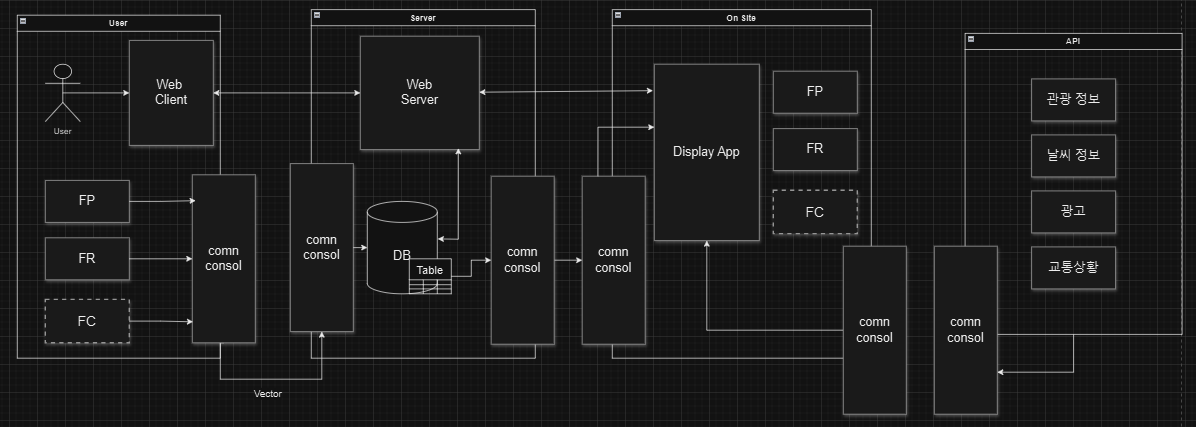 User
Web
Client
User
FP
FR
FC
comn
consol
Vector
Server
Web
Server
comn
consol
DB
Table
comn
consol
On Site
comn
consol
Display App
FP
FR
FC
comn
consol
API
관광 정보
날씨 정보
광고
교통상황
comn
consol